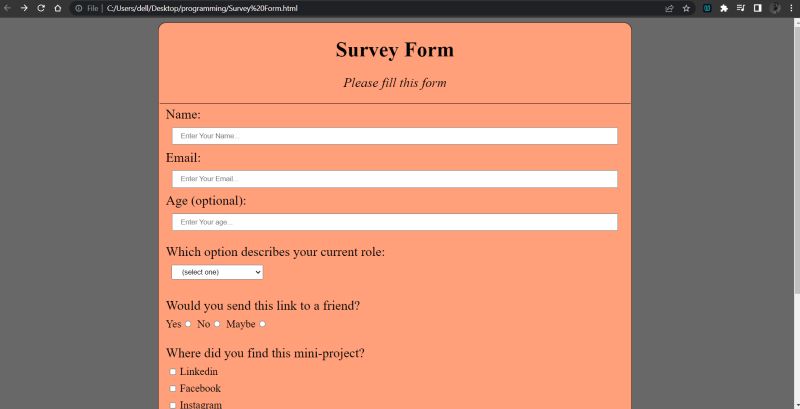 File | C:/Users/dell/Desktop/programming/Survey%20Form.html
Survey Form
Please fill this form
Name:
Enter Your Name..
Email:
Enter Your Email..
Age (optional):
Enter Your age...
Which option describes your current role:
(select one)
Would you send this link to a friend?
Yes No Maybe
Where did you find this mini-project?
Linkedin
Facebook
Instagram